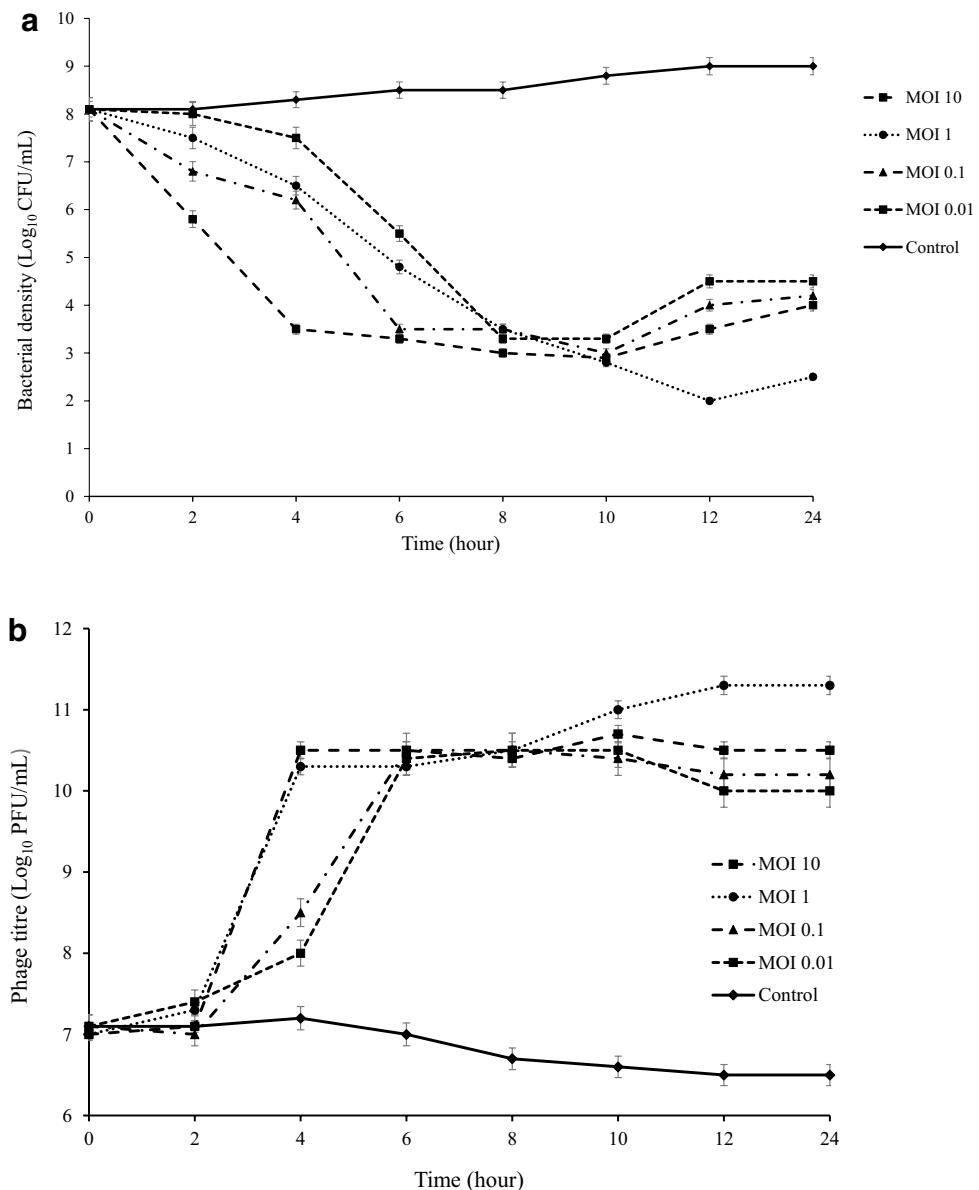 a
Bacterial density (Log10 CFU/mL)
10
9
8
7
6
5
4
3
2
1
0
0 2 4 6 8 10 12 24
Time (hour)
MOI 10
MOI 1
MOI 0.1
MOI 0.01
Control
b
Phage titre (Log10 PFU/mL)
12
11
10
9
8
7
6
0 2 4 6 8 10 12 24
Time (hour)
MOI 10
MOI 1
MOI 0.1
MOI 0.01
Control